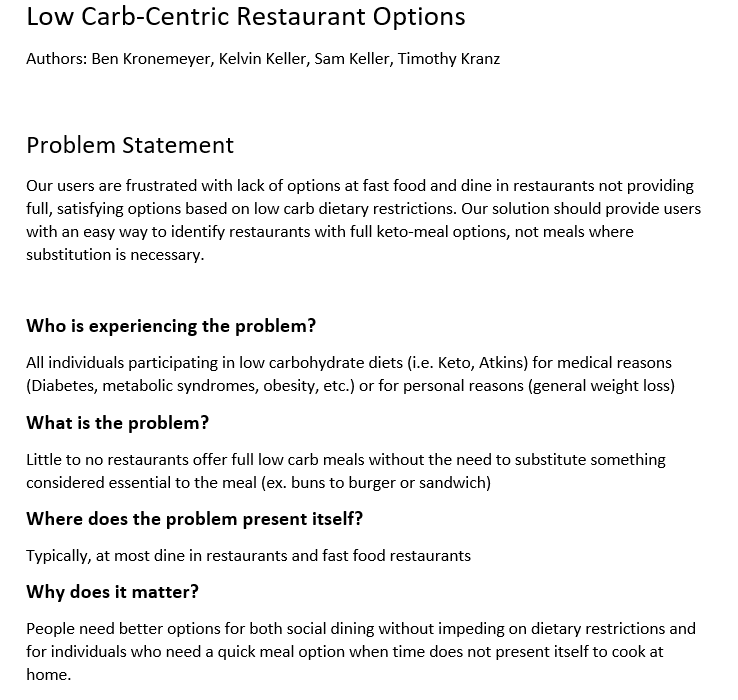 Low Carb-Centric Restaurant Options
Authors: Ben Kronemeyer, Kelvin Keller, Sam Keller, Timothy Kranz
Problem Statement
Our users are frustrated with lack of options at fast food and dine in restaurants not providing
full, satisfying options based on low carb dietary restrictions. Our solution should provide users
with an easy way to identify restaurants with full keto-meal options, not meals where
substitution is necessary.
Who is experiencing the problem?
All individuals participating in low carbohydrate diets (i.e. Keto, Atkins) for medical reasons
(Diabetes, metabolic syndromes, obesity, etc.) or for personal reasons (general weight loss)
What is the problem?
Little to no restaurants offer full low carb meals without the need to substitute something
considered essential to the meal (ex. buns to burger or sandwich)
Where does the problem present itself?
Typically, at most dine in restaurants and fast food restaurants
Why does it matter?
People need better options for both social dining without impeding on dietary restrictions and
for individuals who need a quick meal option when time does not present itself to cook at
home.